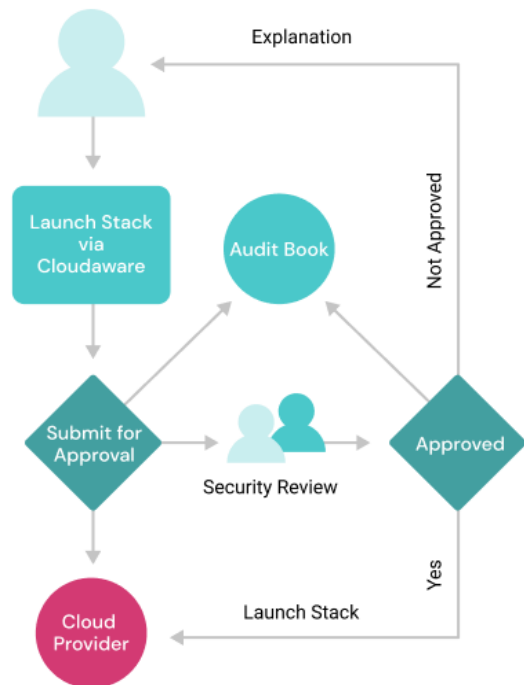 Explanation
Launch Stack
via
Cloudaware
Audit Book
Not Approved
Submit for
Approval
Security Review
Approved
Yes
Launch Stack
Cloud
Provider